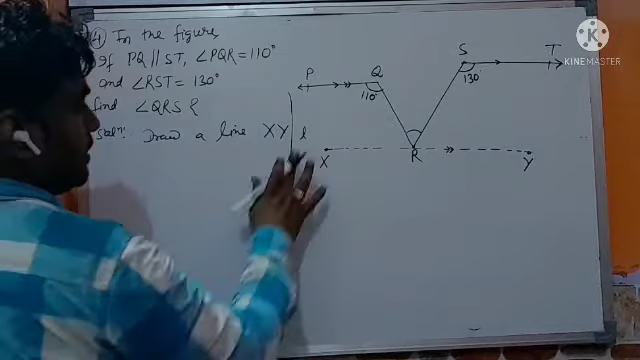 ④ In the figure
If PQ || ST, ∠PQR = 110°
and ∠RST = 130°
find ∠QRS ?
Solⁿ: Draw a line XY
P
Q
110°
S
T
130°
X
R
Y
K
KINEMASTER